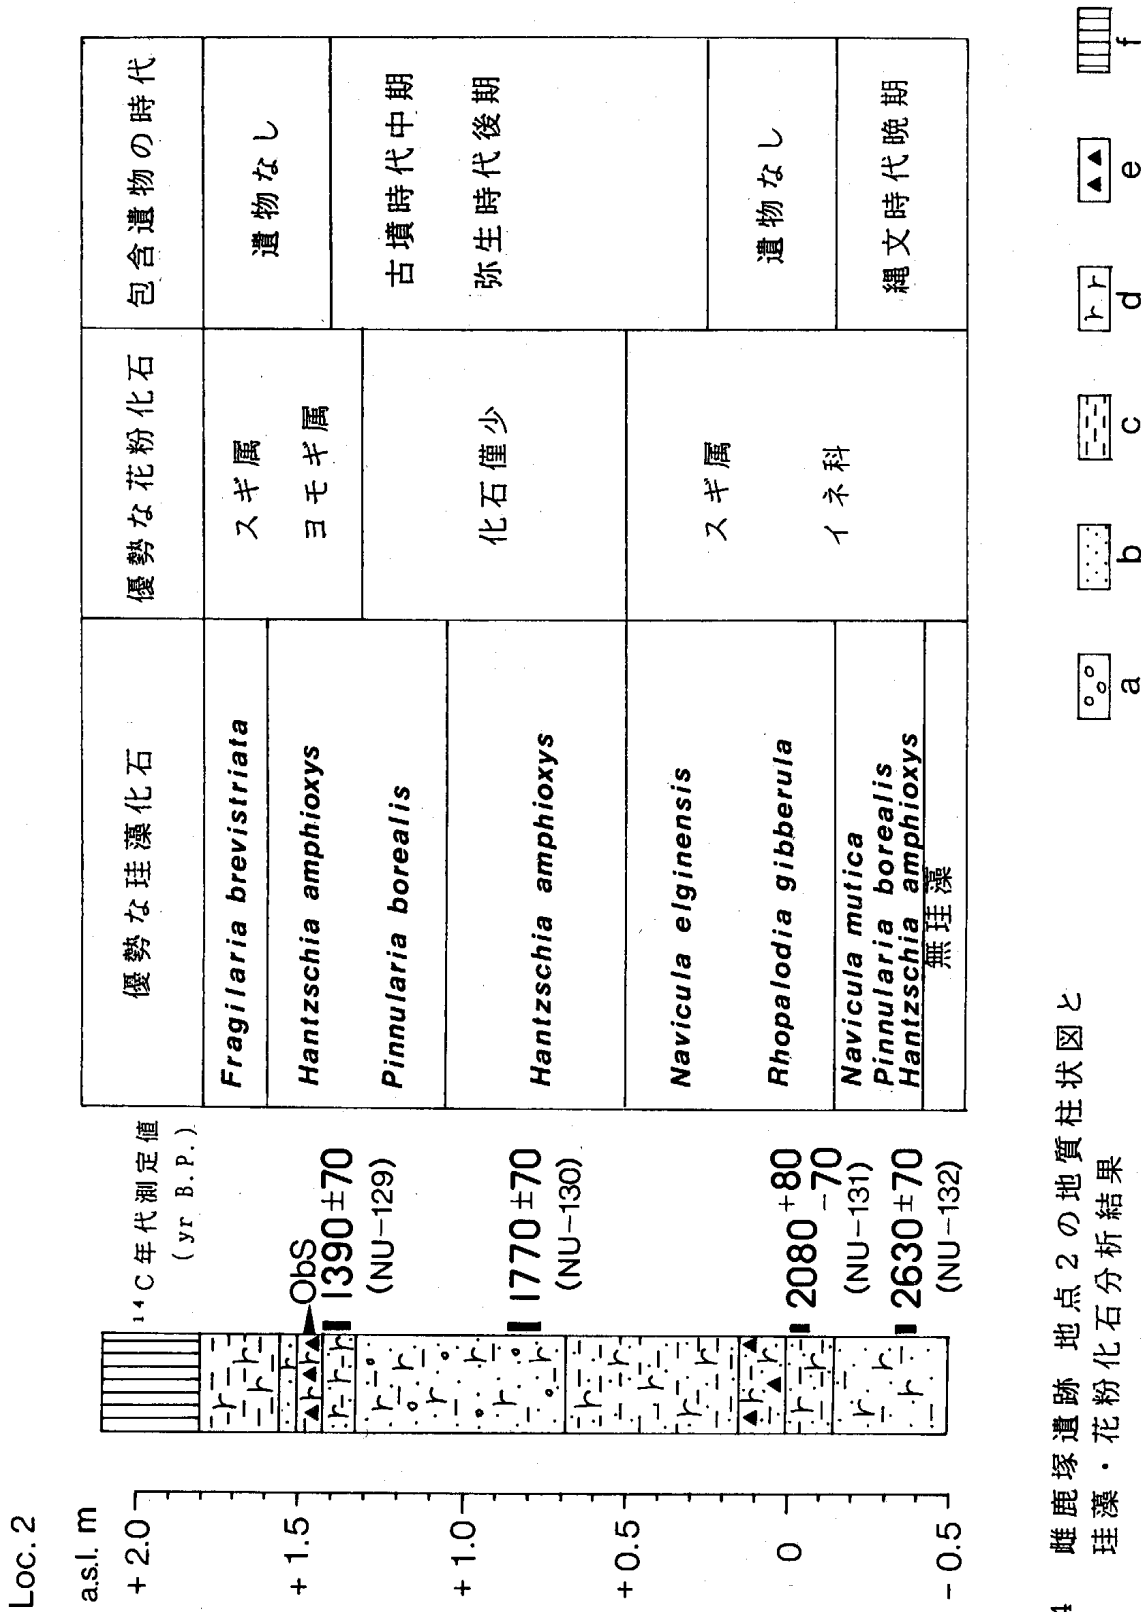 Loc. 2
a.s.l. m
+ 2.0
+ 1.5
+ 1.0
+ 0.5
0
− 0.5
¹⁴C年代測定値
(yr B.P.)
ObS
1390 ±70
(NU−129)
1770 ±70
(NU−130)
2080 +80
−70
(NU−131)
2630 ±70
(NU−132)
優勢な珪藻化石
Fragilaria brevistriata
Hantzschia amphioxys
Pinnularia borealis
Hantzschia amphioxys
Navicula elginensis
Rhopalodia gibberula
Navicula mutica
Pinnularia borealis
Hantzschia amphioxys
無珪藻
優勢な花粉化石
スギ属
ヨモギ属
化石僅少
スギ属
イネ科
包含遺物の時代
遺物なし
古墳時代中期
弥生時代後期
遺物なし
縄文時代晩期
a
b
c
d
e
f
4 雌鹿塚遺跡 地点2の地質柱状図と
珪藻・花粉化石分析結果